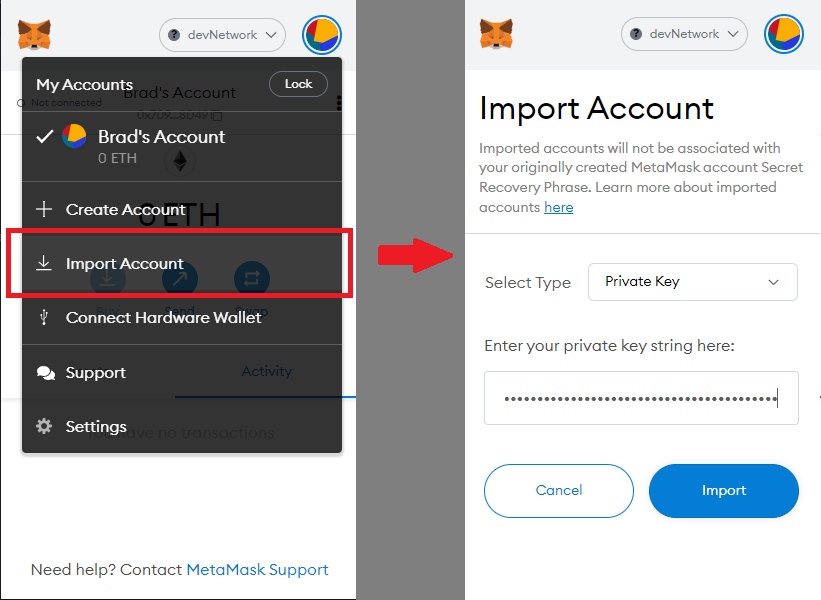 devNetwork
My Accounts
Lock
Not connected
Brad's Account
0x709...8D49
Brad's Account
0 ETH
Create Account
0 ETH
Import Account
Send
Connect Hardware Wallet
Support
Activity
Settings
You have no transactions
Need help? Contact MetaMask Support
devNetwork
Import Account
Imported accounts will not be associated with
your originally created MetaMask account Secret
Recovery Phrase. Learn more about imported
accounts here
Select Type
Private Key
Enter your private key string here:
Cancel
Import